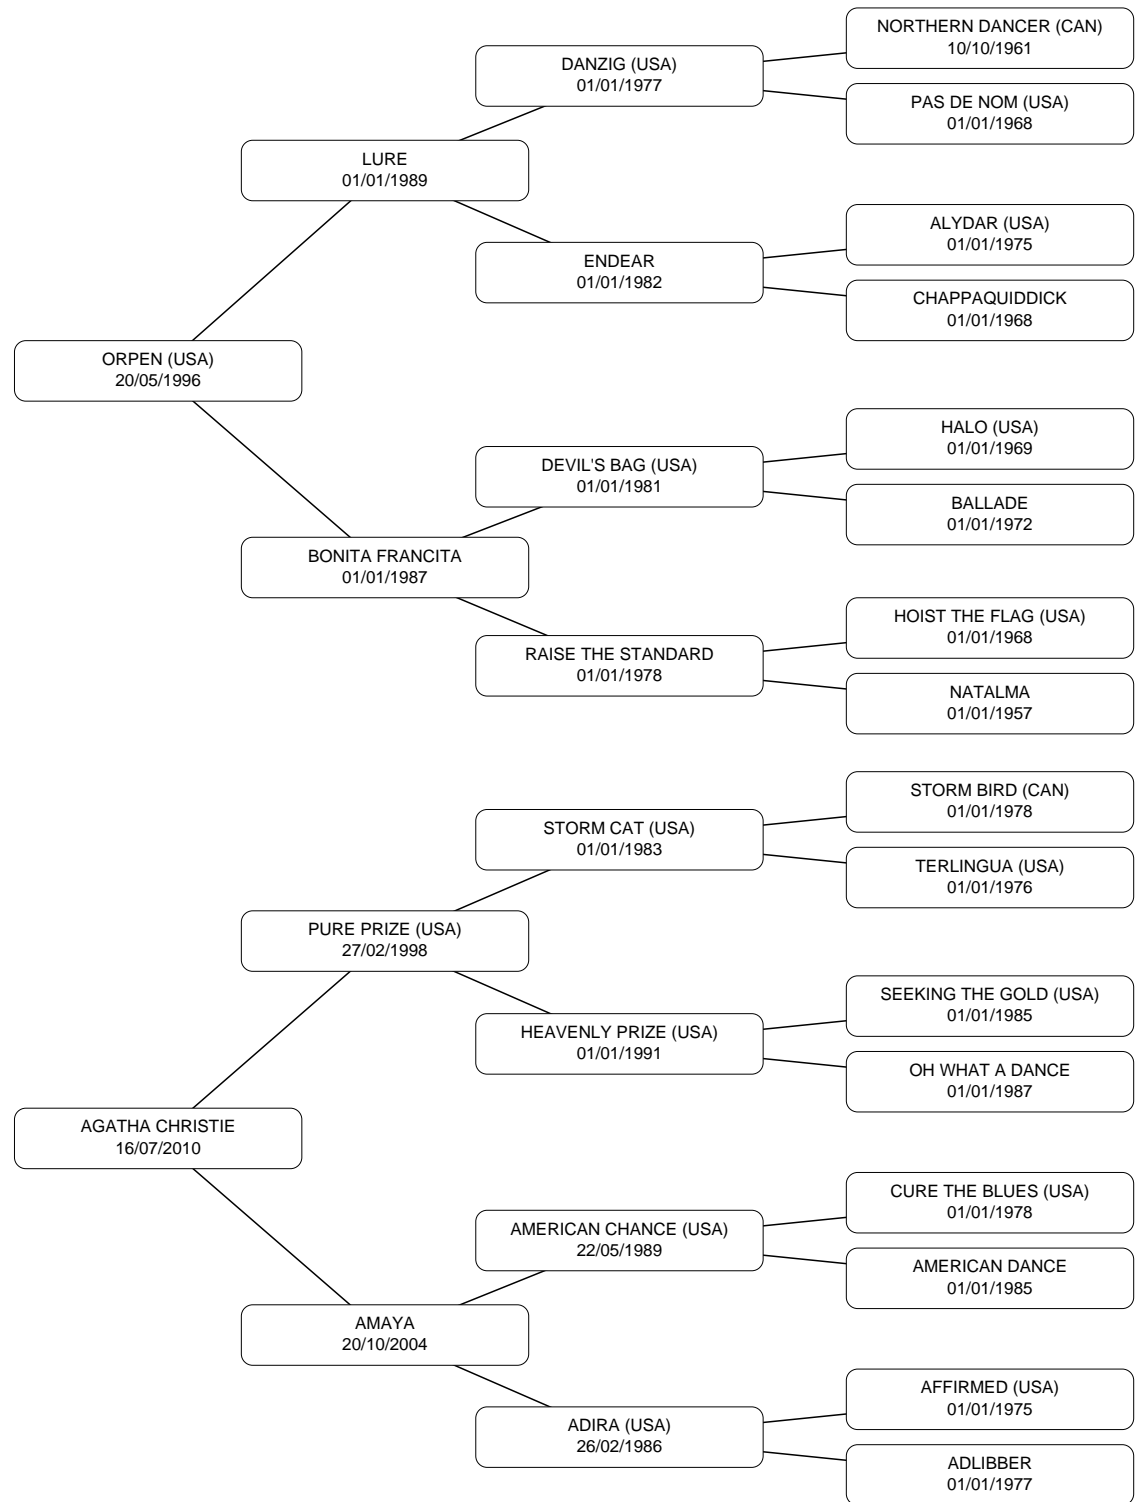 NORTHERN DANCER (CAN)
10/10/1961
DANZIG (USA)
01/01/1977
PAS DE NOM (USA)
01/01/1968
LURE
01/01/1989
ALYDAR (USA)
01/01/1975
ENDEAR
01/01/1982
CHAPPAQUIDDICK
01/01/1968
ORPEN (USA)
20/05/1996
HALO (USA)
01/01/1969
DEVIL'S BAG (USA)
01/01/1981
BALLADE
01/01/1972
BONITA FRANCITA
01/01/1987
HOIST THE FLAG (USA)
01/01/1968
RAISE THE STANDARD
01/01/1978
NATALMA
01/01/1957
STORM BIRD (CAN)
01/01/1978
STORM CAT (USA)
01/01/1983
TERLINGUA (USA)
01/01/1976
PURE PRIZE (USA)
27/02/1998
SEEKING THE GOLD (USA)
01/01/1985
HEAVENLY PRIZE (USA)
01/01/1991
OH WHAT A DANCE
01/01/1987
AGATHA CHRISTIE
16/07/2010
CURE THE BLUES (USA)
01/01/1978
AMERICAN CHANCE (USA)
22/05/1989
AMERICAN DANCE
01/01/1985
AMAYA
20/10/2004
AFFIRMED (USA)
01/01/1975
ADIRA (USA)
26/02/1986
ADLIBBER
01/01/1977